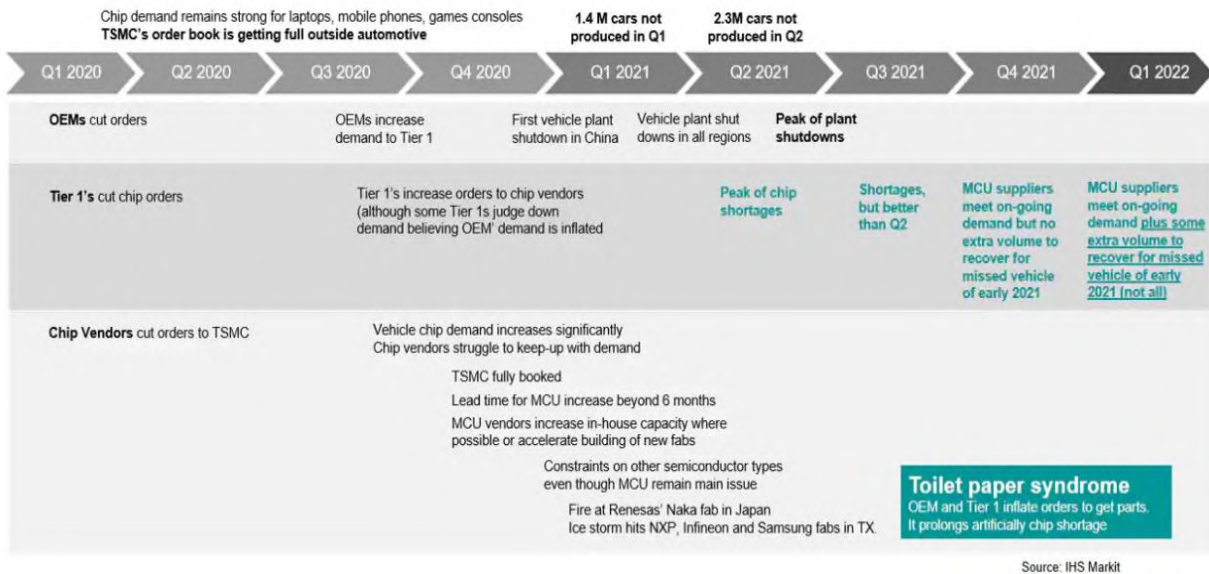 Chip demand remains strong for laptops, mobile phones, games consoles
TSMC's order book is getting full outside automotive
1.4 M cars not
produced in Q1
2.3M cars not
produced in Q2
Q1 2020
Q2 2020
Q3 2020
Q4 2020
Q1 2021
Q2 2021
Q3 2021
Q4 2021
Q1 2022
OEMs cut orders
OEMs increase
demand to Tier 1
First vehicle plant
shutdown in China
Vehicle plant shut
downs in all regions
Peak of plant
shutdowns
Tier 1's cut chip orders
Tier 1's increase orders to chip vendors
(although some Tier 1s judge down
demand believing OEM' demand is inflated
Peak of chip
shortages
Shortages,
but better
than Q2
MCU suppliers
meet on-going
demand but no
extra volume to
recover for
missed vehicle
of early 2021
MCU suppliers
meet on-going
demand plus some
extra volume to
recover for missed
vehicle of early
2021 (not all)
Chip Vendors cut orders to TSMC
Vehicle chip demand increases significantly
Chip vendors struggle to keep-up with demand
TSMC fully booked
Lead time for MCU increase beyond 6 months
MCU vendors increase in-house capacity where
possible or accelerate building of new fabs
Constraints on other semiconductor types
even though MCU remain main issue
Fire at Renesas' Naka fab in Japan
Ice storm hits NXP, Infineon and Samsung fabs in TX.
Toilet paper syndrome
OEM and Tier 1 inflate orders to get parts.
It prolongs artificially chip shortage
Source: IHS Markit